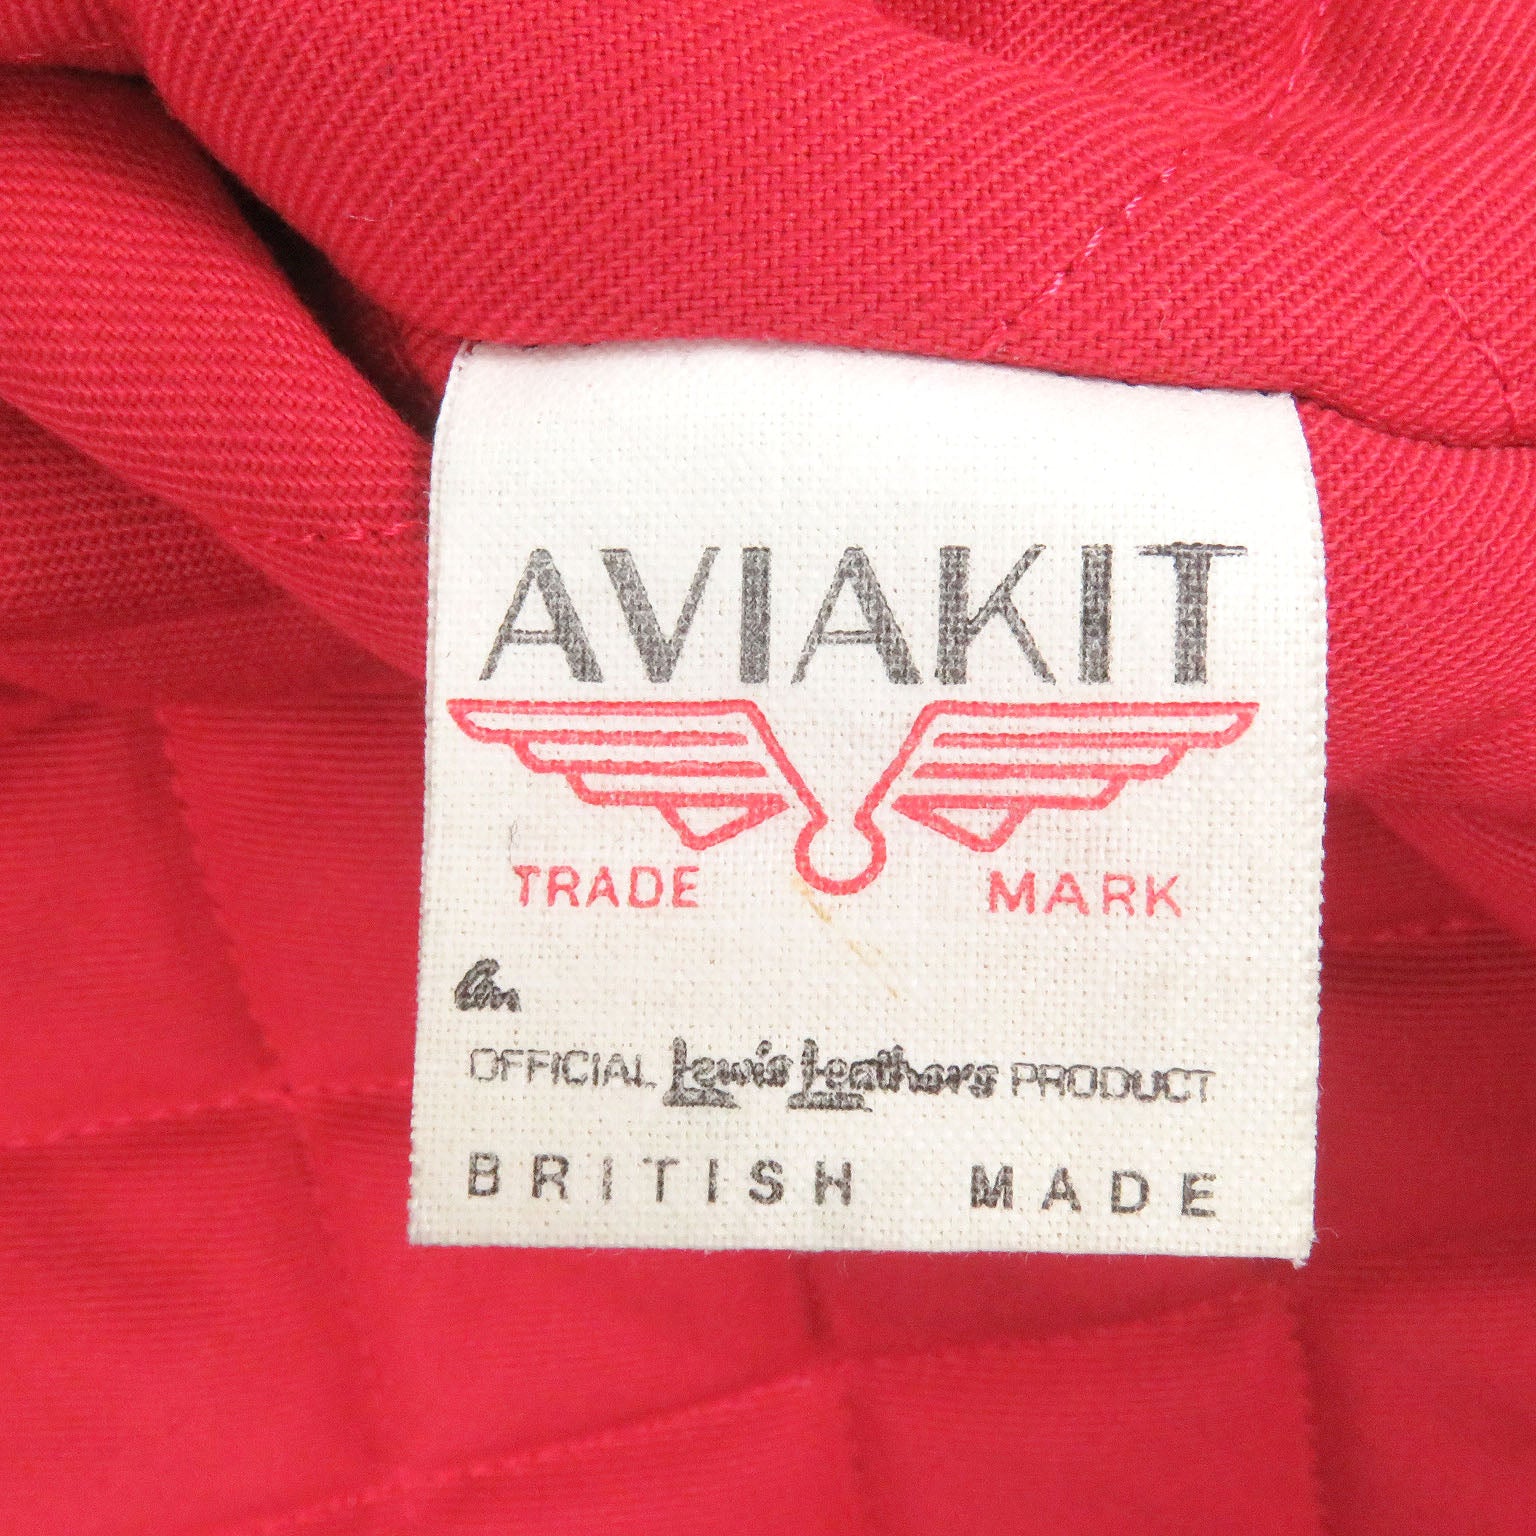 AVIAKIT
TRADE MARK
An
OFFICIAL Lewis Leathers PRODUCT
BRITISH MADE